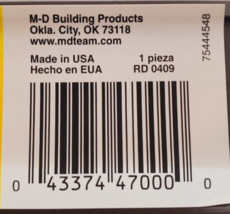 M-D Building Products
Okla. City, OK 73118
www.mdteam.com
Made in USA 1 pieza
Hecho en EUA RD 0409
75444548
0 43374 47000 0